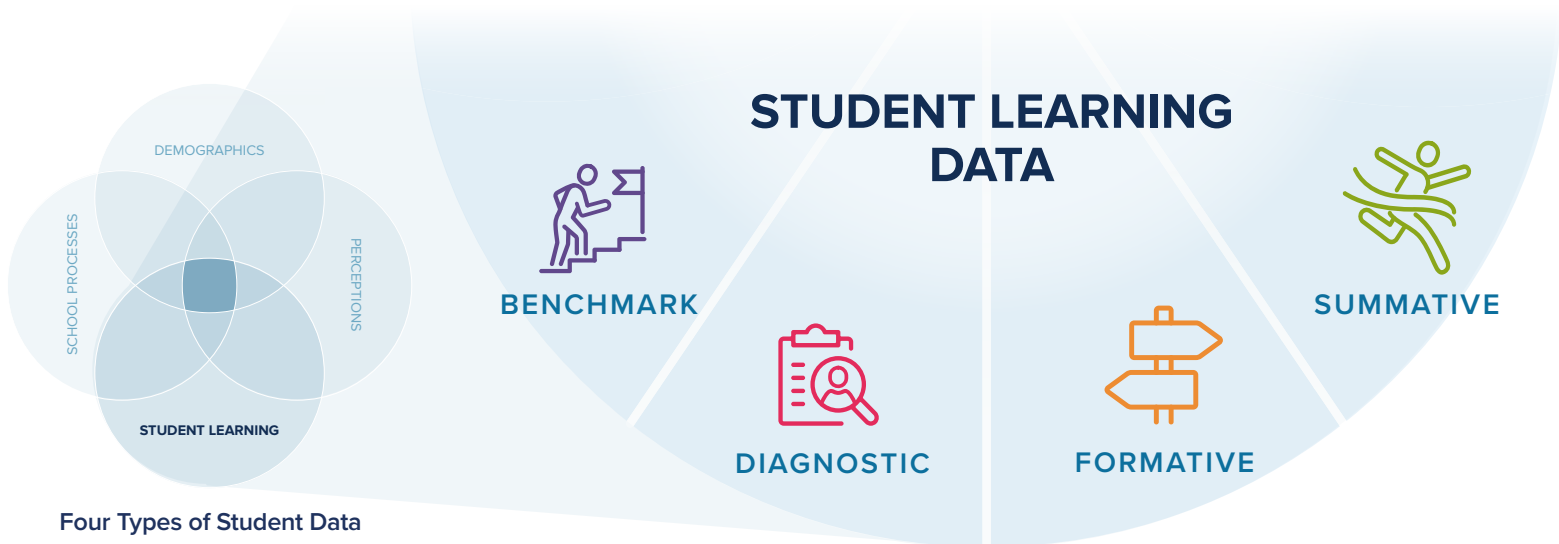 DEMOGRAPHICS
SCHOOL PROCESSES
PERCEPTIONS
STUDENT LEARNING
Four Types of Student Data
STUDENT LEARNING
DATA
BENCHMARK
DIAGNOSTIC
FORMATIVE
SUMMATIVE